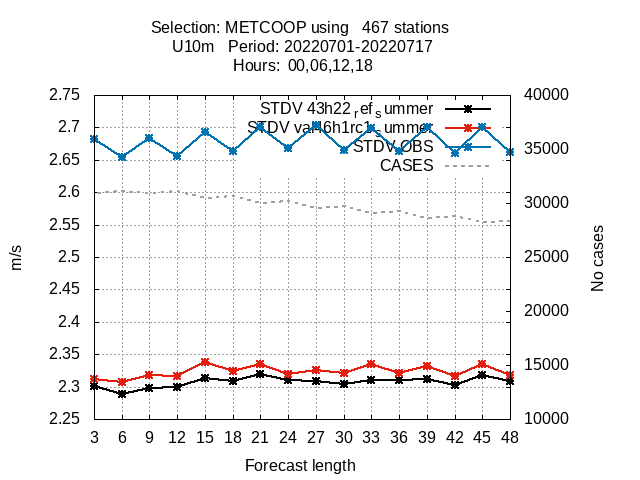 Selection: METCOOP using   467 stations
U10m   Period: 20220701-20220717
Hours:  00,06,12,18
2.75
2.7
2.65
2.6
2.55
2.5
2.45
2.4
2.35
2.3
2.25
m/s
STDV 43h22refsummer
STDV
STDV OBS
CASES
40000
35000
30000
25000
20000
15000
10000
No cases
3 6 9 12 15 18 21 24 27 30 33 36 39 42 45 48
Forecast length